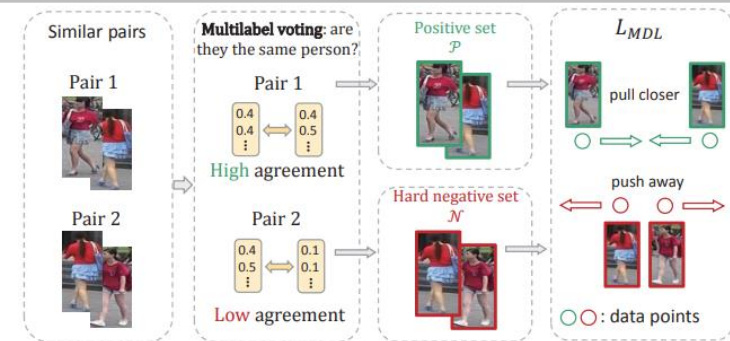 Similar pairs
Pair 1
Pair 2
Multilabel voting: are
they the same person?
Pair 1
0.4
0.4
⋮
0.4
0.5
⋮
High agreement
Pair 2
0.4
0.5
⋮
0.1
0.1
⋮
Low agreement
Positive set
𝒫
Hard negative set
𝒩
L_MDL
pull closer
push away
: data points